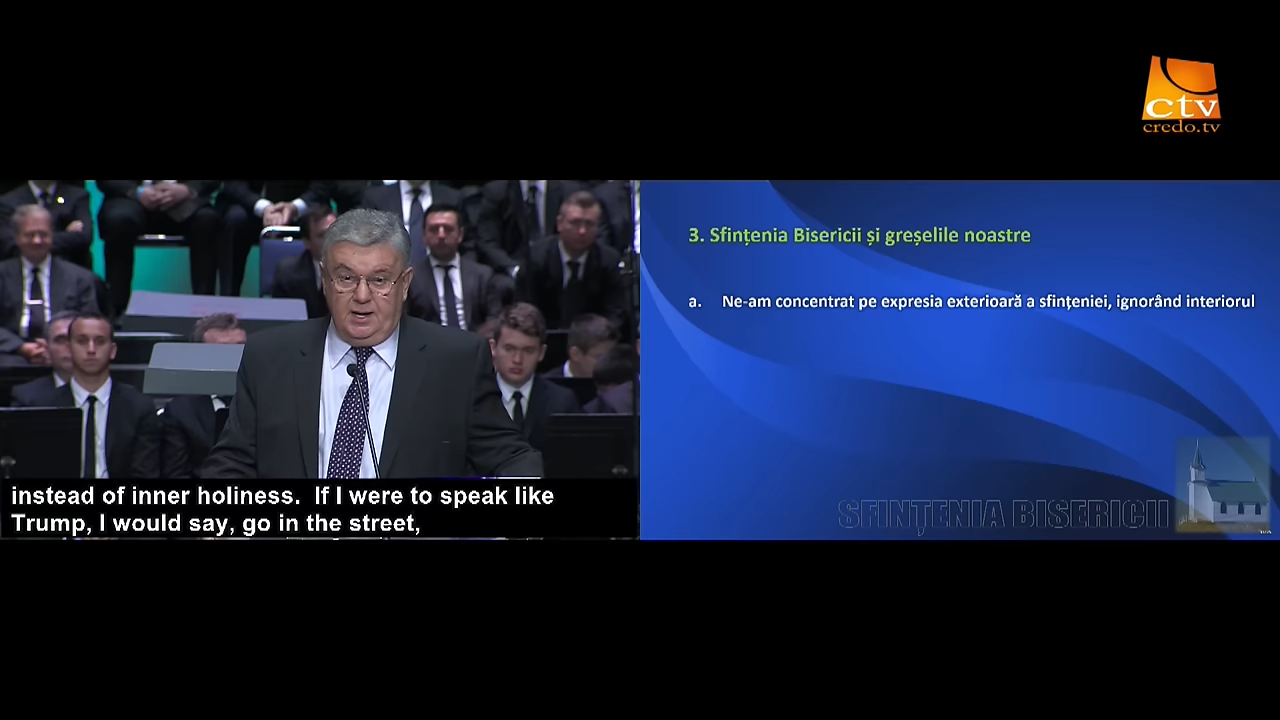 ctv
credo.tv
3. Sfințenia Bisericii și greșelile noastre
a. Ne-am concentrat pe expresia exterioară a sfințeniei, ignorând interiorul
instead of inner holiness. If I were to speak like
Trump, I would say, go in the street,
SFINȚENIA BISERICII